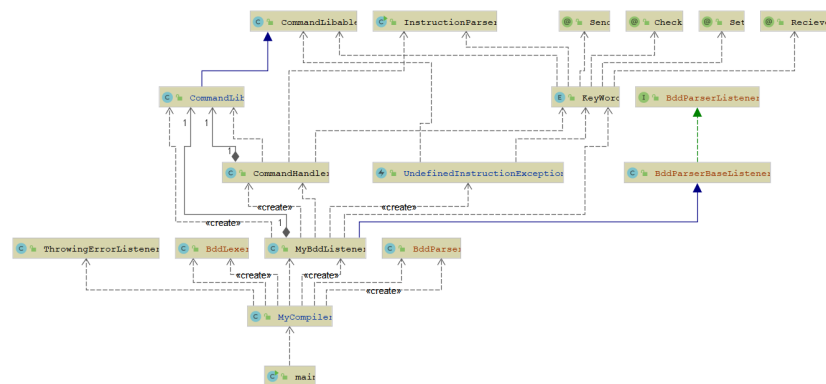 CommandLibable
InstructionParser
Send
Check
Set
Recieve
CommandLib
KeyWord
BddParserListener
1
1
1
CommandHandler
UndefinedInstructionException
BddParserBaseListener
«create»
«create»
«create»
1
ThrowingErrorListener
BddLexer
MyBddListener
BddParser
«create»
«create»
«create»
MyCompiler
main